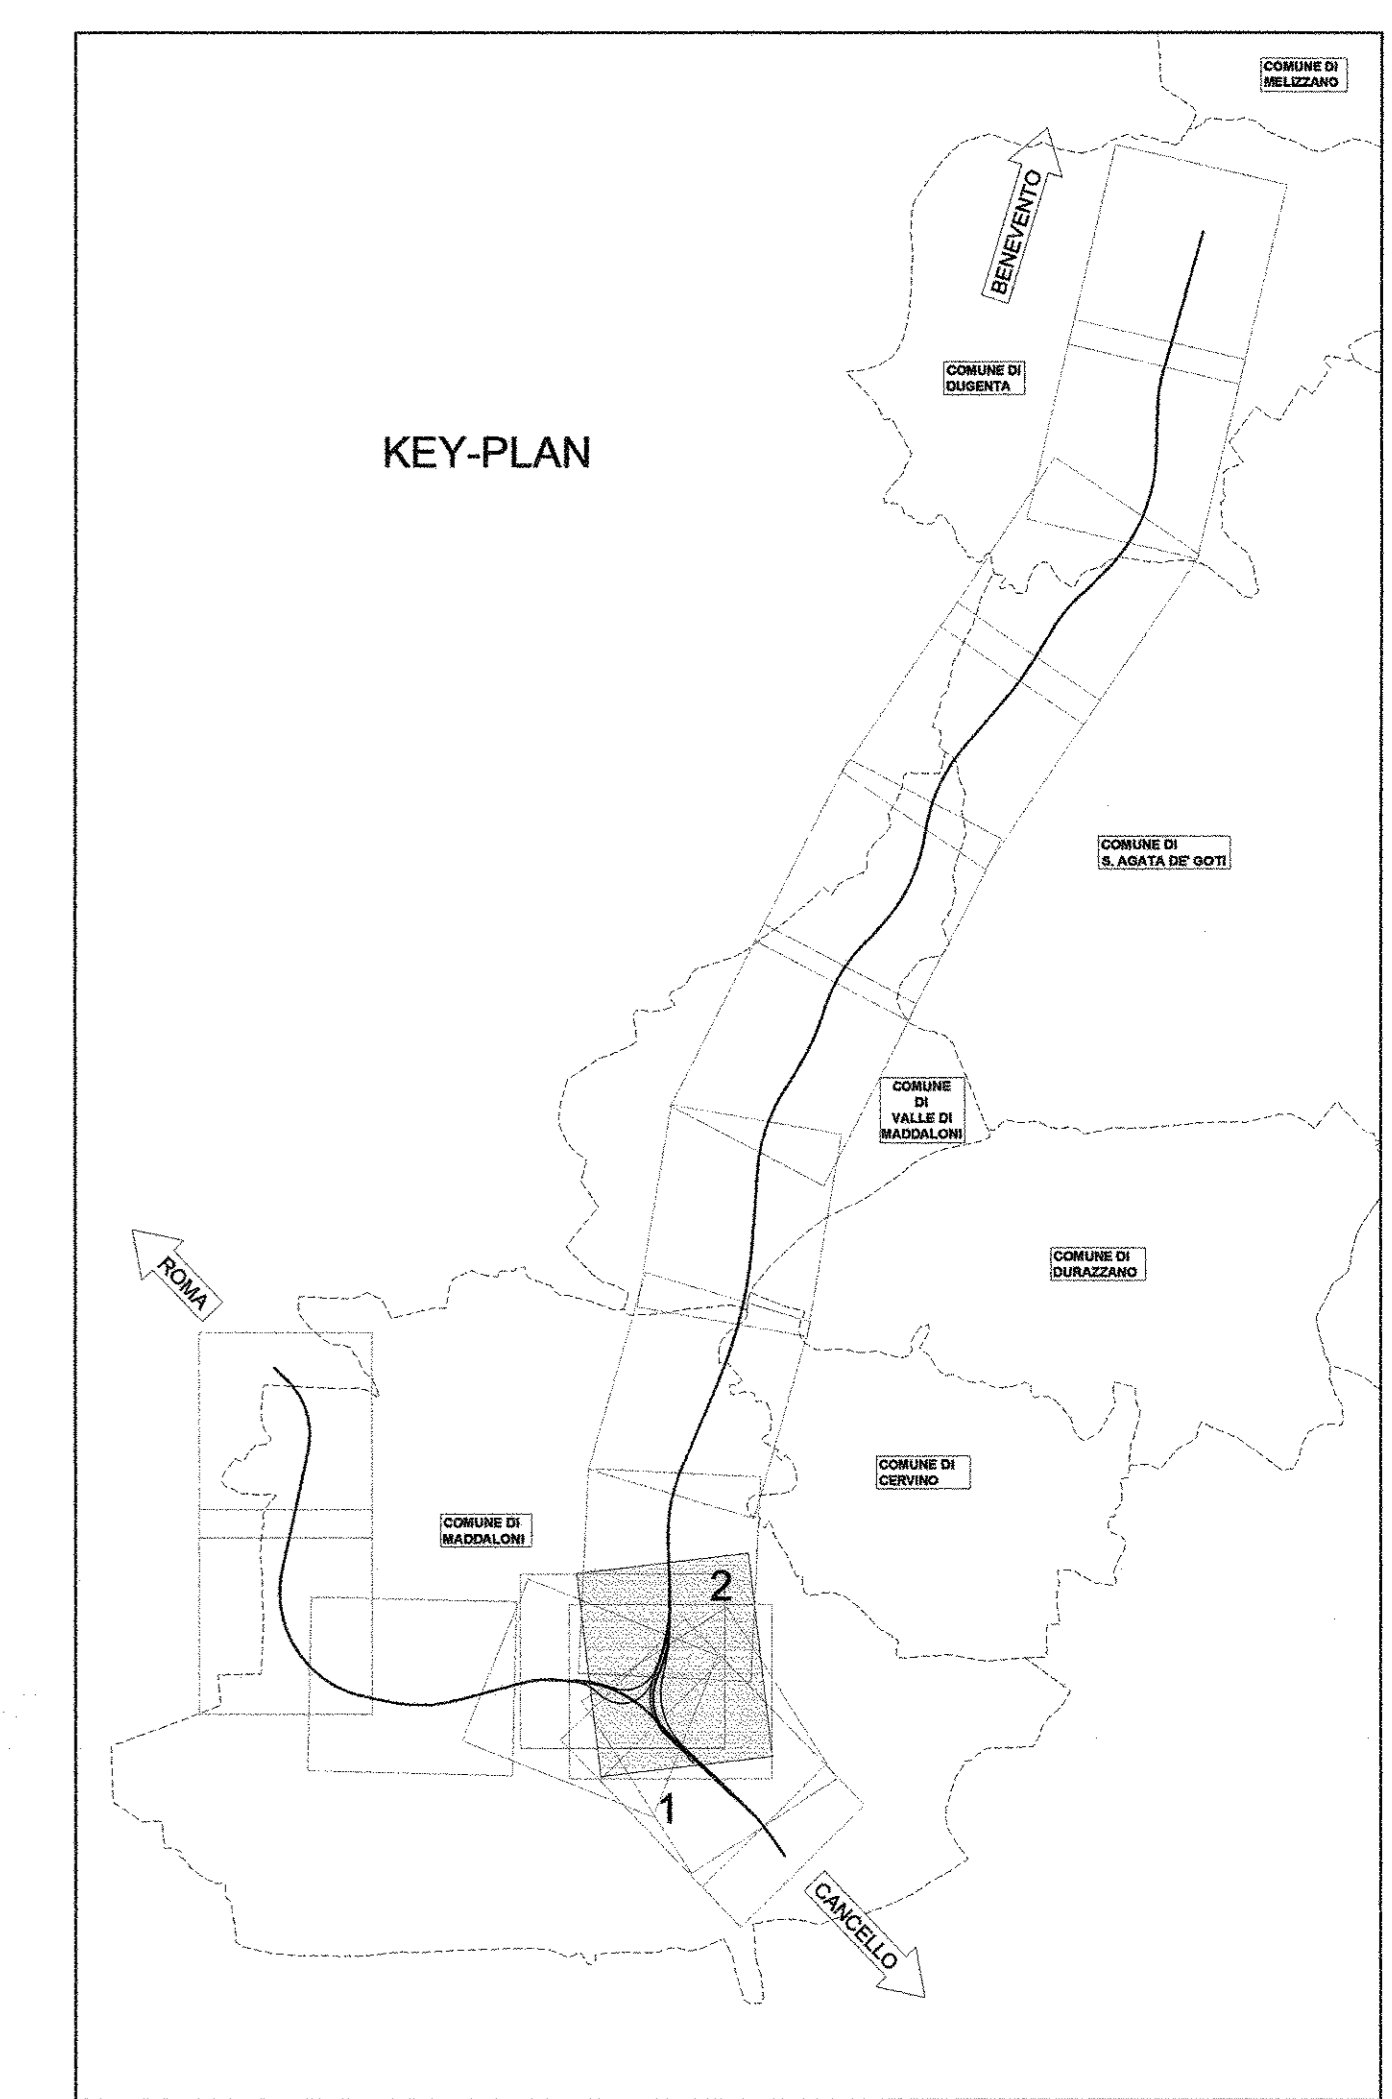 COMUNE DI
MELIZZANO
BENEVENTO
COMUNE DI
DUGENTA
KEY-PLAN
COMUNE DI
S. AGATA DE' GOTI
COMUNE
DI
VALLE DI
MADDALONI
ROMA
COMUNE DI
DURAZZANO
COMUNE DI
CERVINO
COMUNE DI
MADDALONI
2
1
CANCELLO